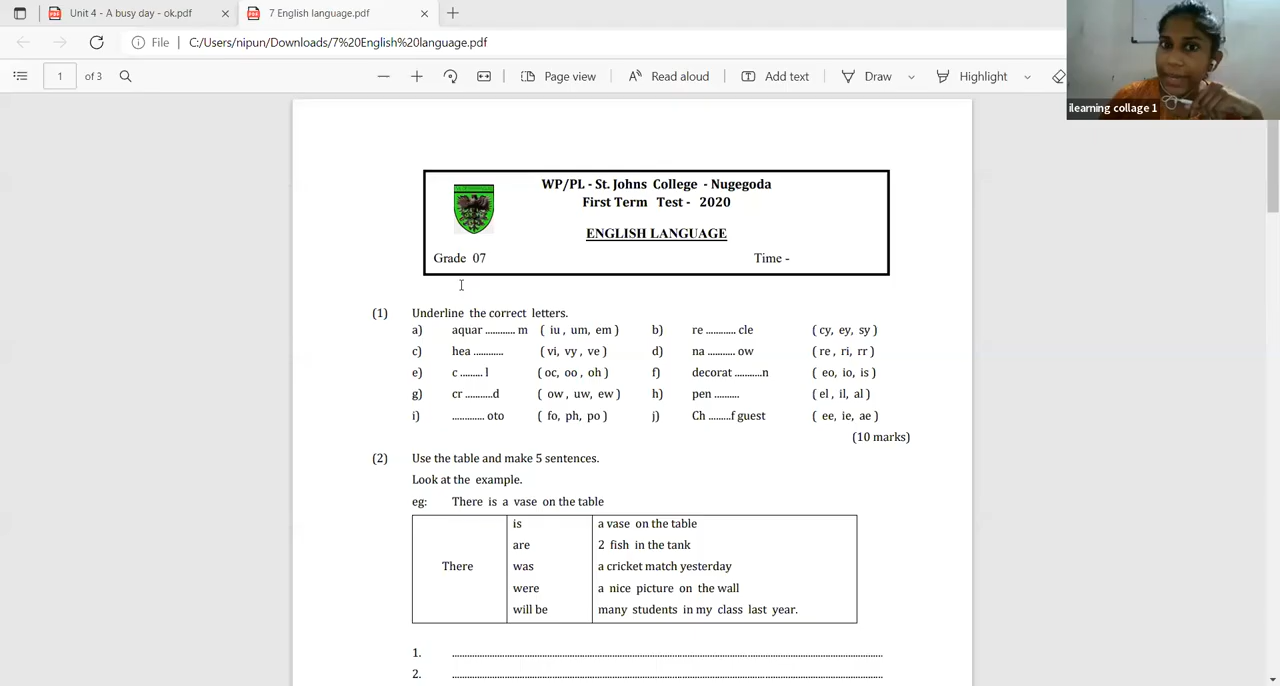 Unit 4 - A busy day - ok.pdf
7 English language.pdf
File
C:/Users/nipun/Downloads/7%20English%20language.pdf
1 of 3
Page view
Read aloud
Add text
Draw
Highlight
ilearning collage 1
WP/PL - St. Johns College - Nugegoda
First Term Test - 2020
ENGLISH LANGUAGE
Grade 07 Time -
(1) Underline the correct letters.
a) aquar ............ m ( iu , um, em ) b) re ............ cle ( cy, ey, sy )
c) hea ............ ( vi, vy , ve ) d) na ........... ow ( re , ri, rr )
e) c ......... l ( oc, oo , oh ) f) decorat ...........n ( eo, io, is )
g) cr ...........d ( ow , uw, ew ) h) pen .......... ( el , il, al )
i) ............. oto ( fo, ph, po ) j) Ch .........f guest ( ee, ie, ae )
(10 marks)
(2) Use the table and make 5 sentences.
Look at the example.
eg: There is a vase on the table
is a vase on the table
are 2 fish in the tank
There was a cricket match yesterday
were a nice picture on the wall
will be many students in my class last year.
1. ....................................................................................
2. ....................................................................................